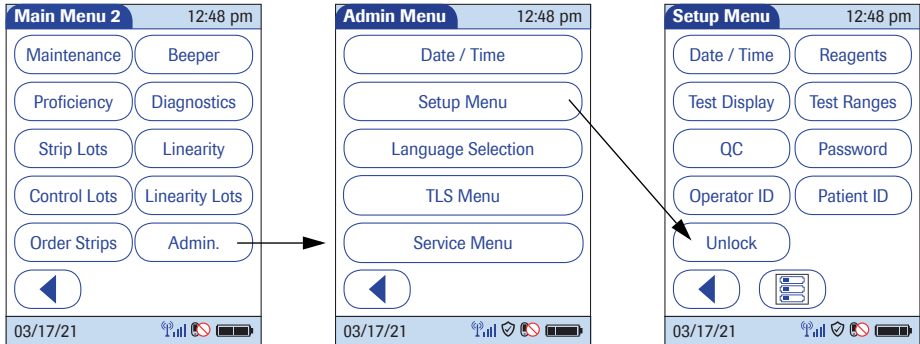 Main Menu 2 12:48 pm
Maintenance Beeper
Proficiency Diagnostics
Strip Lots Linearity
Control Lots Linearity Lots
Order Strips Admin.
03/17/21
Admin Menu 12:48 pm
Date / Time
Setup Menu
Language Selection
TLS Menu
Service Menu
03/17/21
Setup Menu 12:48 pm
Date / Time Reagents
Test Display Test Ranges
QC Password
Operator ID Patient ID
Unlock
03/17/21